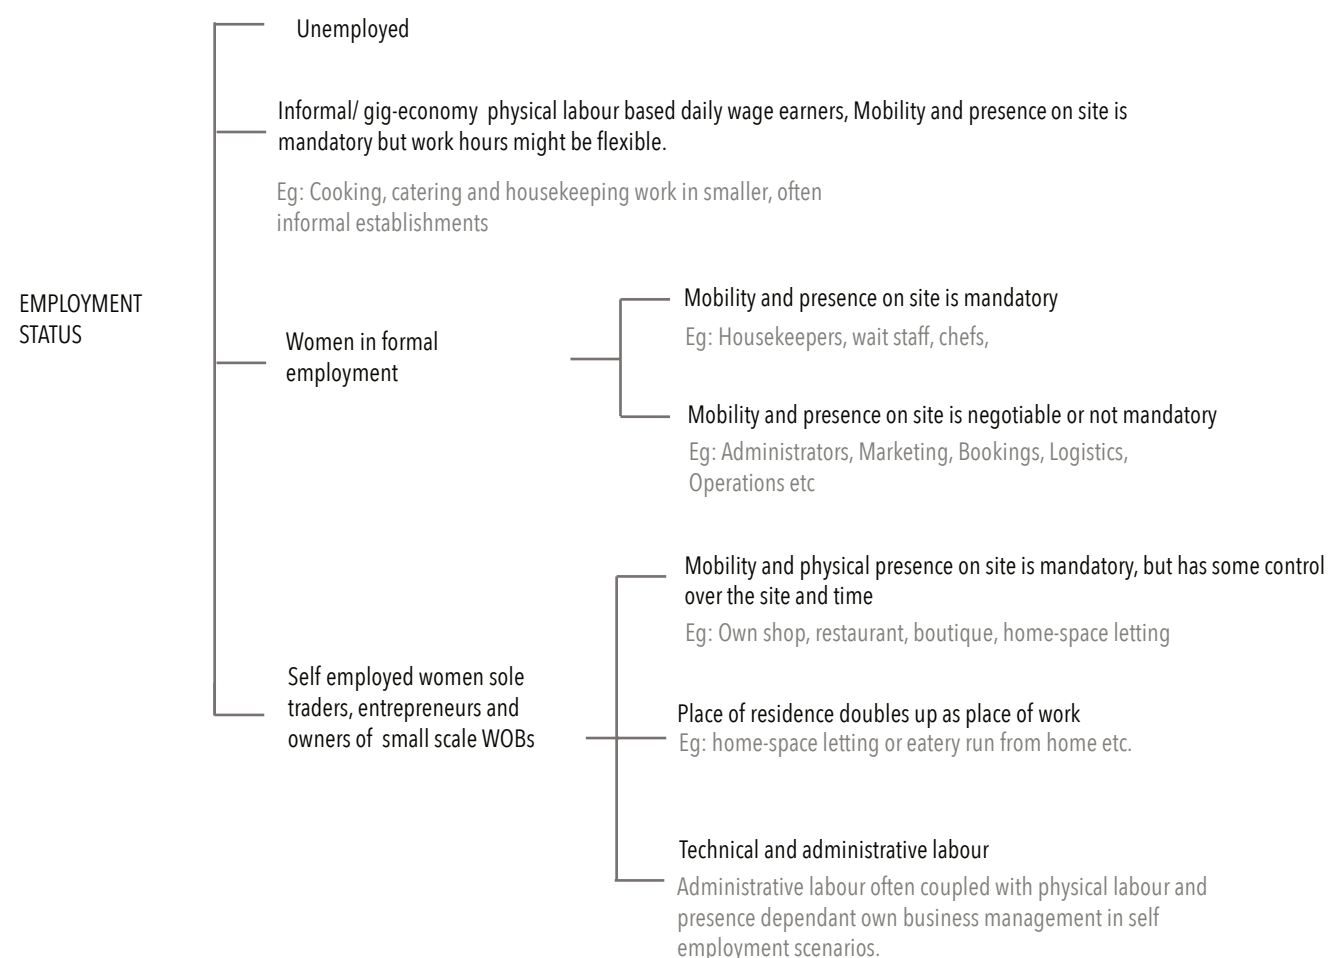 Unemployed
Informal/ gig-economy  physical labour based daily wage earners, Mobility and presence on site is
mandatory but work hours might be flexible.
Eg: Cooking, catering and housekeeping work in smaller, often
informal establishments
EMPLOYMENT
STATUS
Women in formal
employment
Mobility and presence on site is mandatory
Eg: Housekeepers, wait staff, chefs,
Mobility and presence on site is negotiable or not mandatory
Eg: Administrators, Marketing, Bookings, Logistics,
Operations etc
Self employed women sole
traders, entrepreneurs and
owners of  small scale WOBs
Mobility and physical presence on site is mandatory, but has some control
over the site and time
Eg: Own shop, restaurant, boutique, home-space letting
Place of residence doubles up as place of work
Eg: home-space letting or eatery run from home etc.
Technical and administrative labour
Administrative labour often coupled with physical labour and
presence dependant own business management in self
employment scenarios.